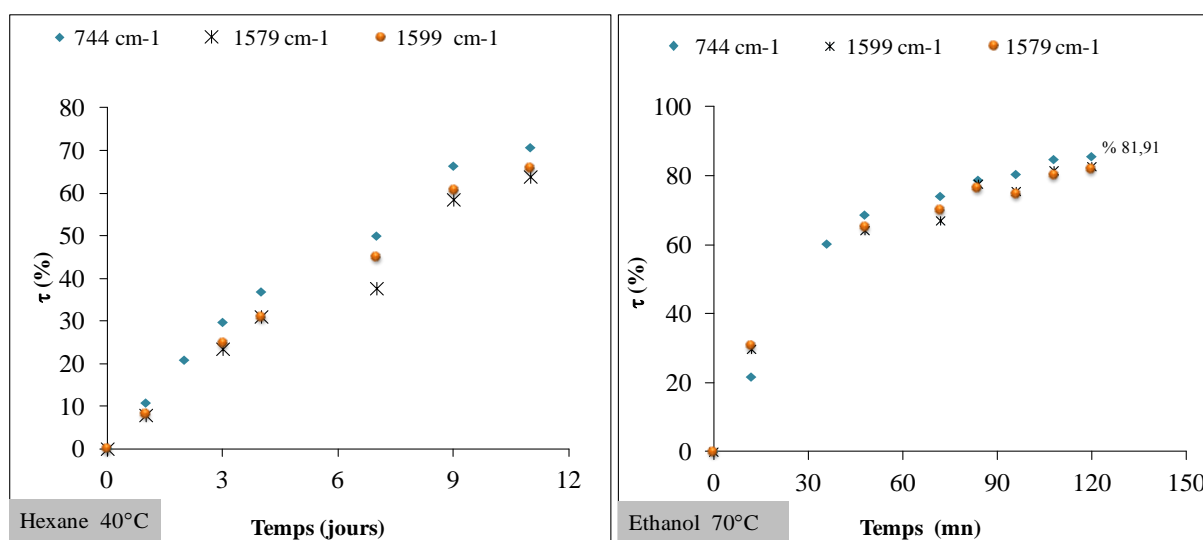 744 cm-1 1579 cm-1 1599 cm-1
80
70
60
50
40
30
20
10
0
τ (%)
0 3 6 9 12
Temps (jours)
Hexane 40°C
744 cm-1 1599 cm-1 1579 cm-1
100
80
60
40
20
0
τ (%)
% 81,91
0 30 60 90 120 150
Temps (mn)
Ethanol 70°C